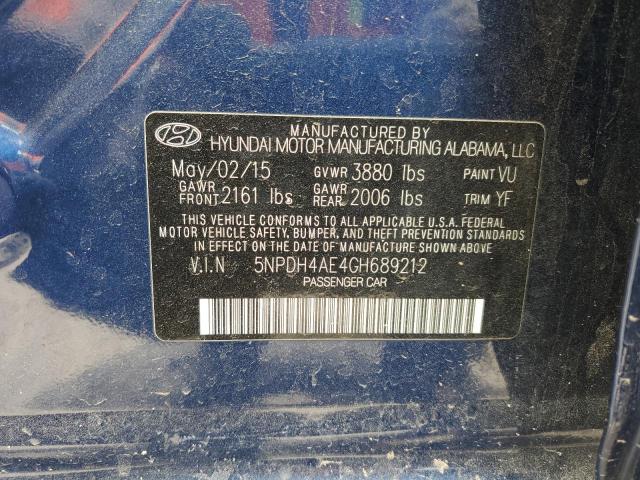 MANUFACTURED BY
HYUNDAI MOTOR MANUFACTURING ALABAMA, LLC
May/02/15 GVWR 3880 lbs PAINT VU
GAWR FRONT 2161 lbs GAWR REAR 2006 lbs TRIM YF
THIS VEHICLE CONFORMS TO ALL APPLICABLE U.S.A. FEDERAL
MOTOR VEHICLE SAFETY, BUMPER, AND THEFT PREVENTION STANDARDS
IN EFFECT ON THE DATE OF MANUFACTURE SHOWN ABOVE
V.I.N 5NPDH4AE4GH689212
PASSENGER CAR